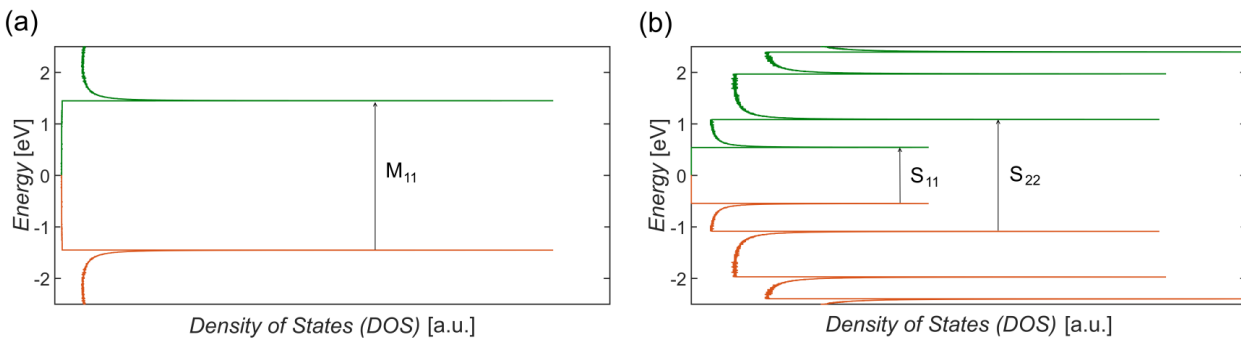 (a)
(b)
2
1
0
-1
-2
Energy [eV]
M₁₁
Density of States (DOS) [a.u.]
2
1
0
-1
-2
Energy [eV]
S₁₁
S₂₂
Density of States (DOS) [a.u.]